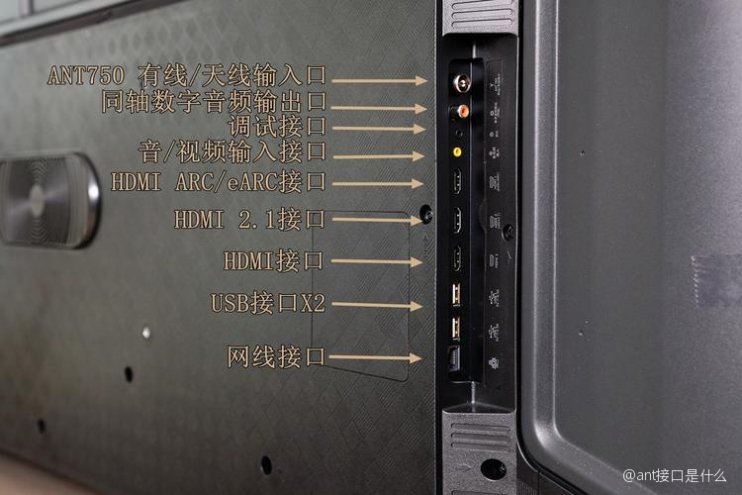 ANT750 有线/天线输入口
同轴数字音频输出口
调试接口
音/视频输入接口
HDMI ARC/eARC接口
HDMI 2.1接口
HDMI接口
USB接口X2
网线接口
@ant接口是什么